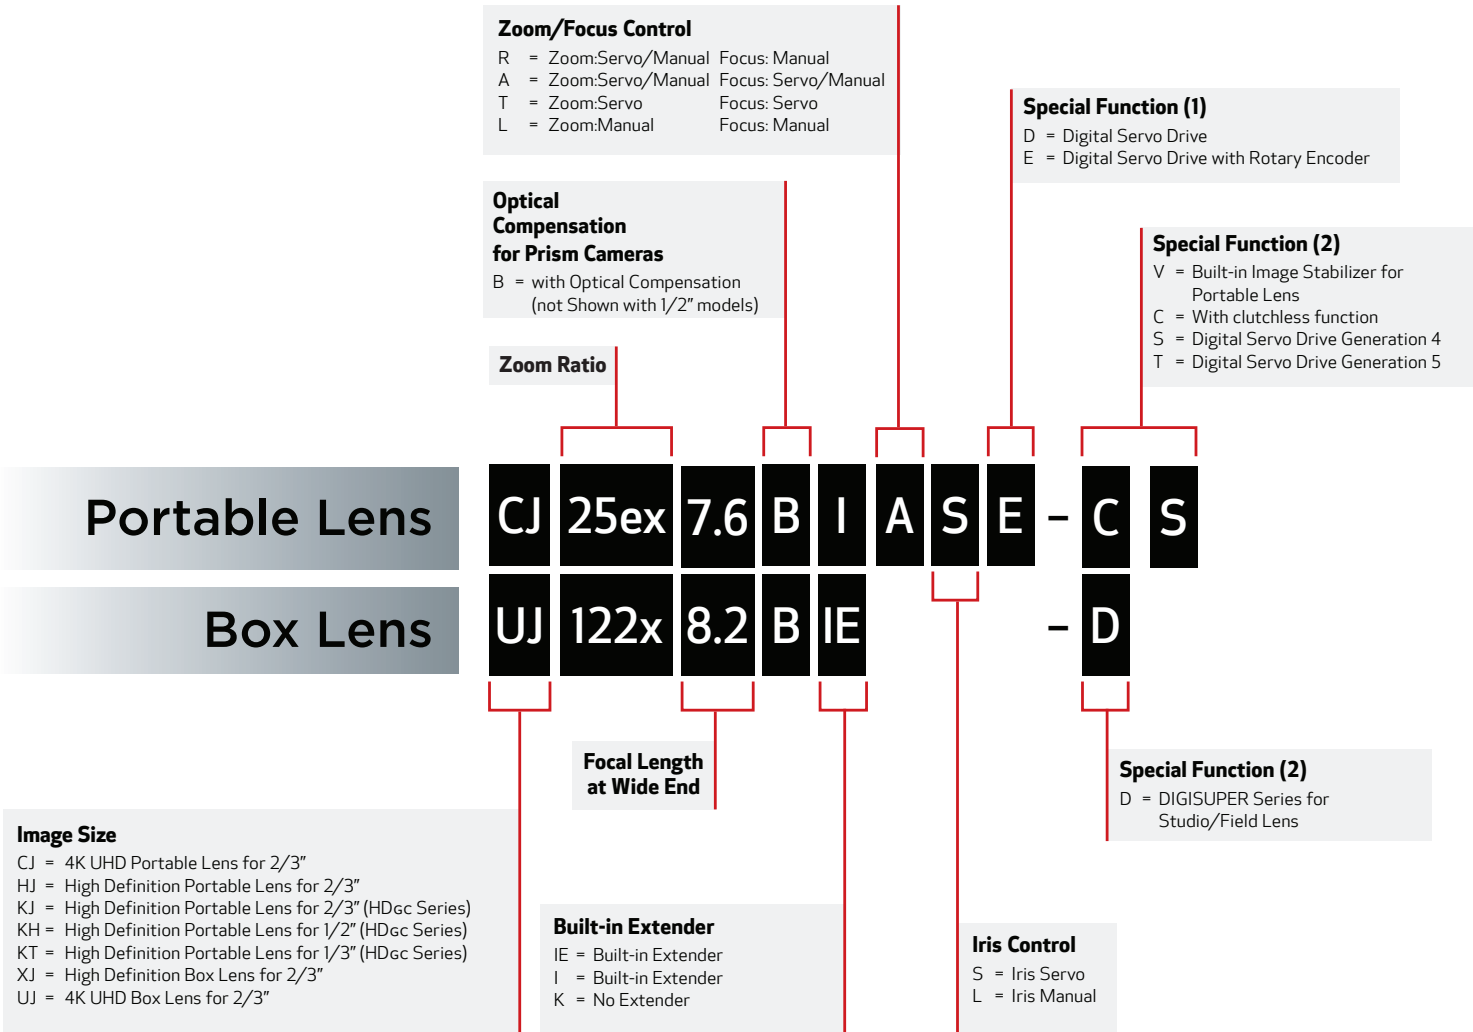 Zoom/Focus Control
R = Zoom:Servo/Manual Focus: Manual
A = Zoom:Servo/Manual Focus: Servo/Manual
T = Zoom:Servo Focus: Servo
L = Zoom:Manual Focus: Manual
Special Function (1)
D = Digital Servo Drive
E = Digital Servo Drive with Rotary Encoder
Optical
Compensation
for Prism Cameras
B = with Optical Compensation
(not Shown with 1/2" models)
Special Function (2)
V = Built-in Image Stabilizer for
Portable Lens
C = With clutchless function
S = Digital Servo Drive Generation 4
T = Digital Servo Drive Generation 5
Zoom Ratio
Portable Lens CJ 25ex 7.6 B I A S E – C S
Box Lens UJ 122x 8.2 B IE – D
Focal Length
at Wide End
Special Function (2)
D = DIGISUPER Series for
Studio/Field Lens
Image Size
CJ = 4K UHD Portable Lens for 2/3"
HJ = High Definition Portable Lens for 2/3"
KJ = High Definition Portable Lens for 2/3" (HDGC Series)
KH = High Definition Portable Lens for 1/2" (HDGC Series)
KT = High Definition Portable Lens for 1/3" (HDGC Series)
XJ = High Definition Box Lens for 2/3"
UJ = 4K UHD Box Lens for 2/3"
Built-in Extender
IE = Built-in Extender
I = Built-in Extender
K = No Extender
Iris Control
S = Iris Servo
L = Iris Manual